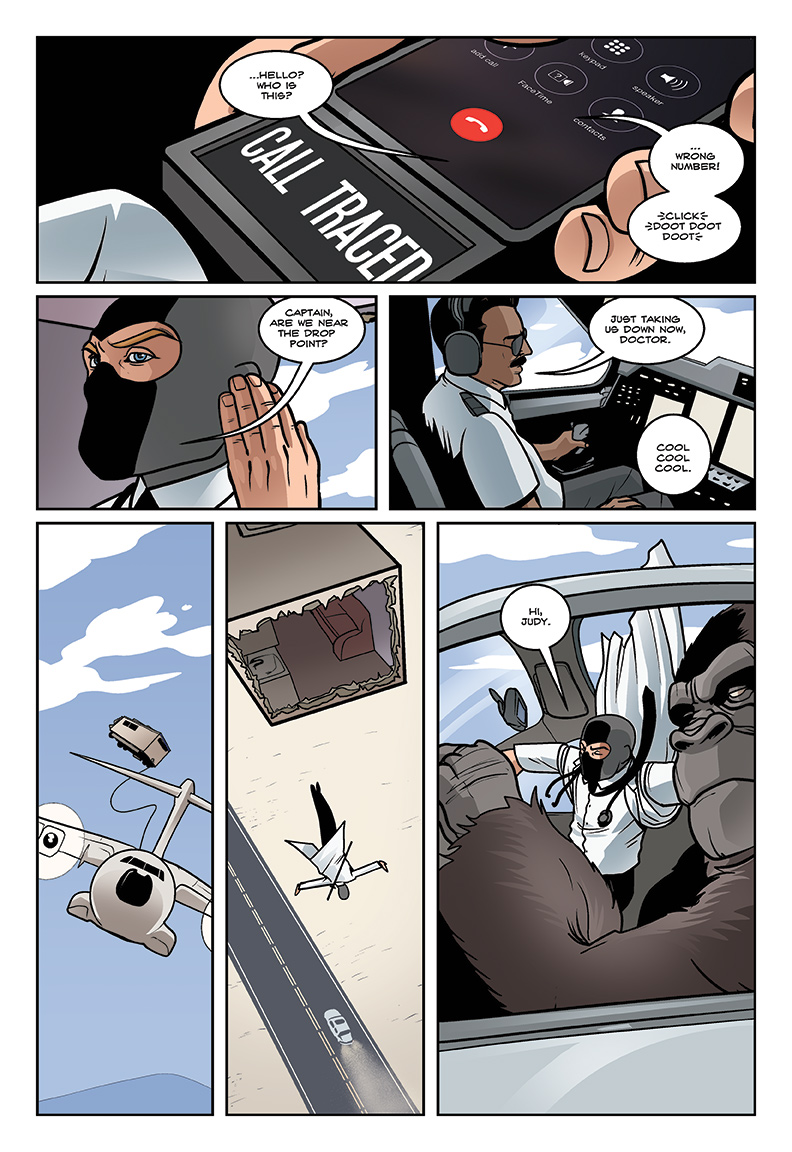 ...HELLO?
WHO IS
THIS?
add call
keypad
FaceTime
speaker
contacts
CALL TRACED
...
WRONG
NUMBER!
CLICK
DOOT DOOT
DOOT
CAPTAIN,
ARE WE NEAR
THE DROP
POINT?
JUST TAKING
US DOWN NOW,
DOCTOR.
COOL
COOL
COOL.
HI,
JUDY.